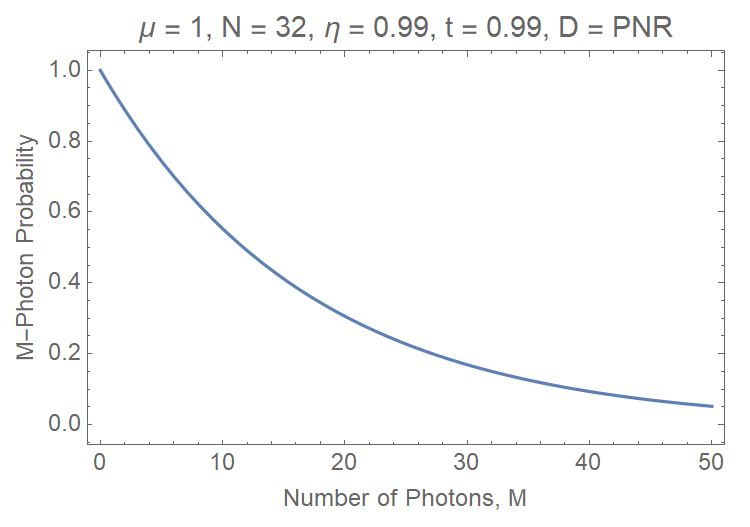 μ = 1, N = 32, η = 0.99, t = 0.99, D = PNR
M−Photon Probability
1.0
0.8
0.6
0.4
0.2
0.0
0 10 20 30 40 50
Number of Photons, M